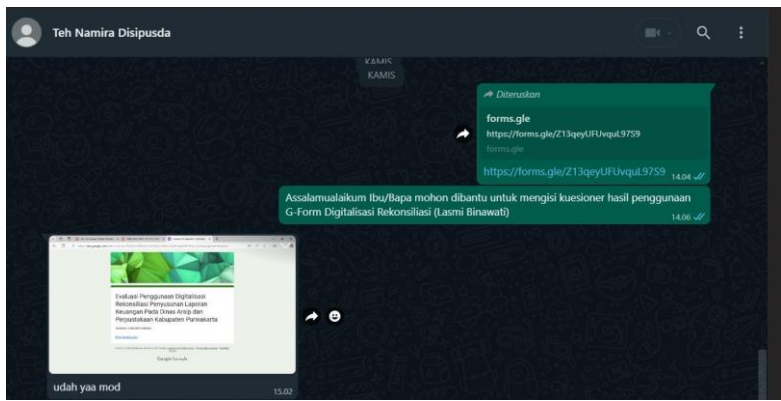 Teh Namira Disipusda
KAMIS
KAMIS
Diteruskan
forms.gle
https://forms.gle/Z13qeyUFUvquL97S9
forms.gle
https://forms.gle/Z13qeyUFUvquL97S9 14.04
Assalamualaikum Ibu/Bapa mohon dibantu untuk mengisi kuesioner hasil penggunaan
G-Form Digitalisasi Rekonsiliasi (Lasmi Binawati)
14.06
Evaluasi Penggunaan Digitalisasi
Rekonsiliasi Penyusunan Laporan
Keuangan Pada Dinas Arsip dan
Perpustakaan Kabupaten Purwakarta
Google Formulir
udah yaa mod
15.02